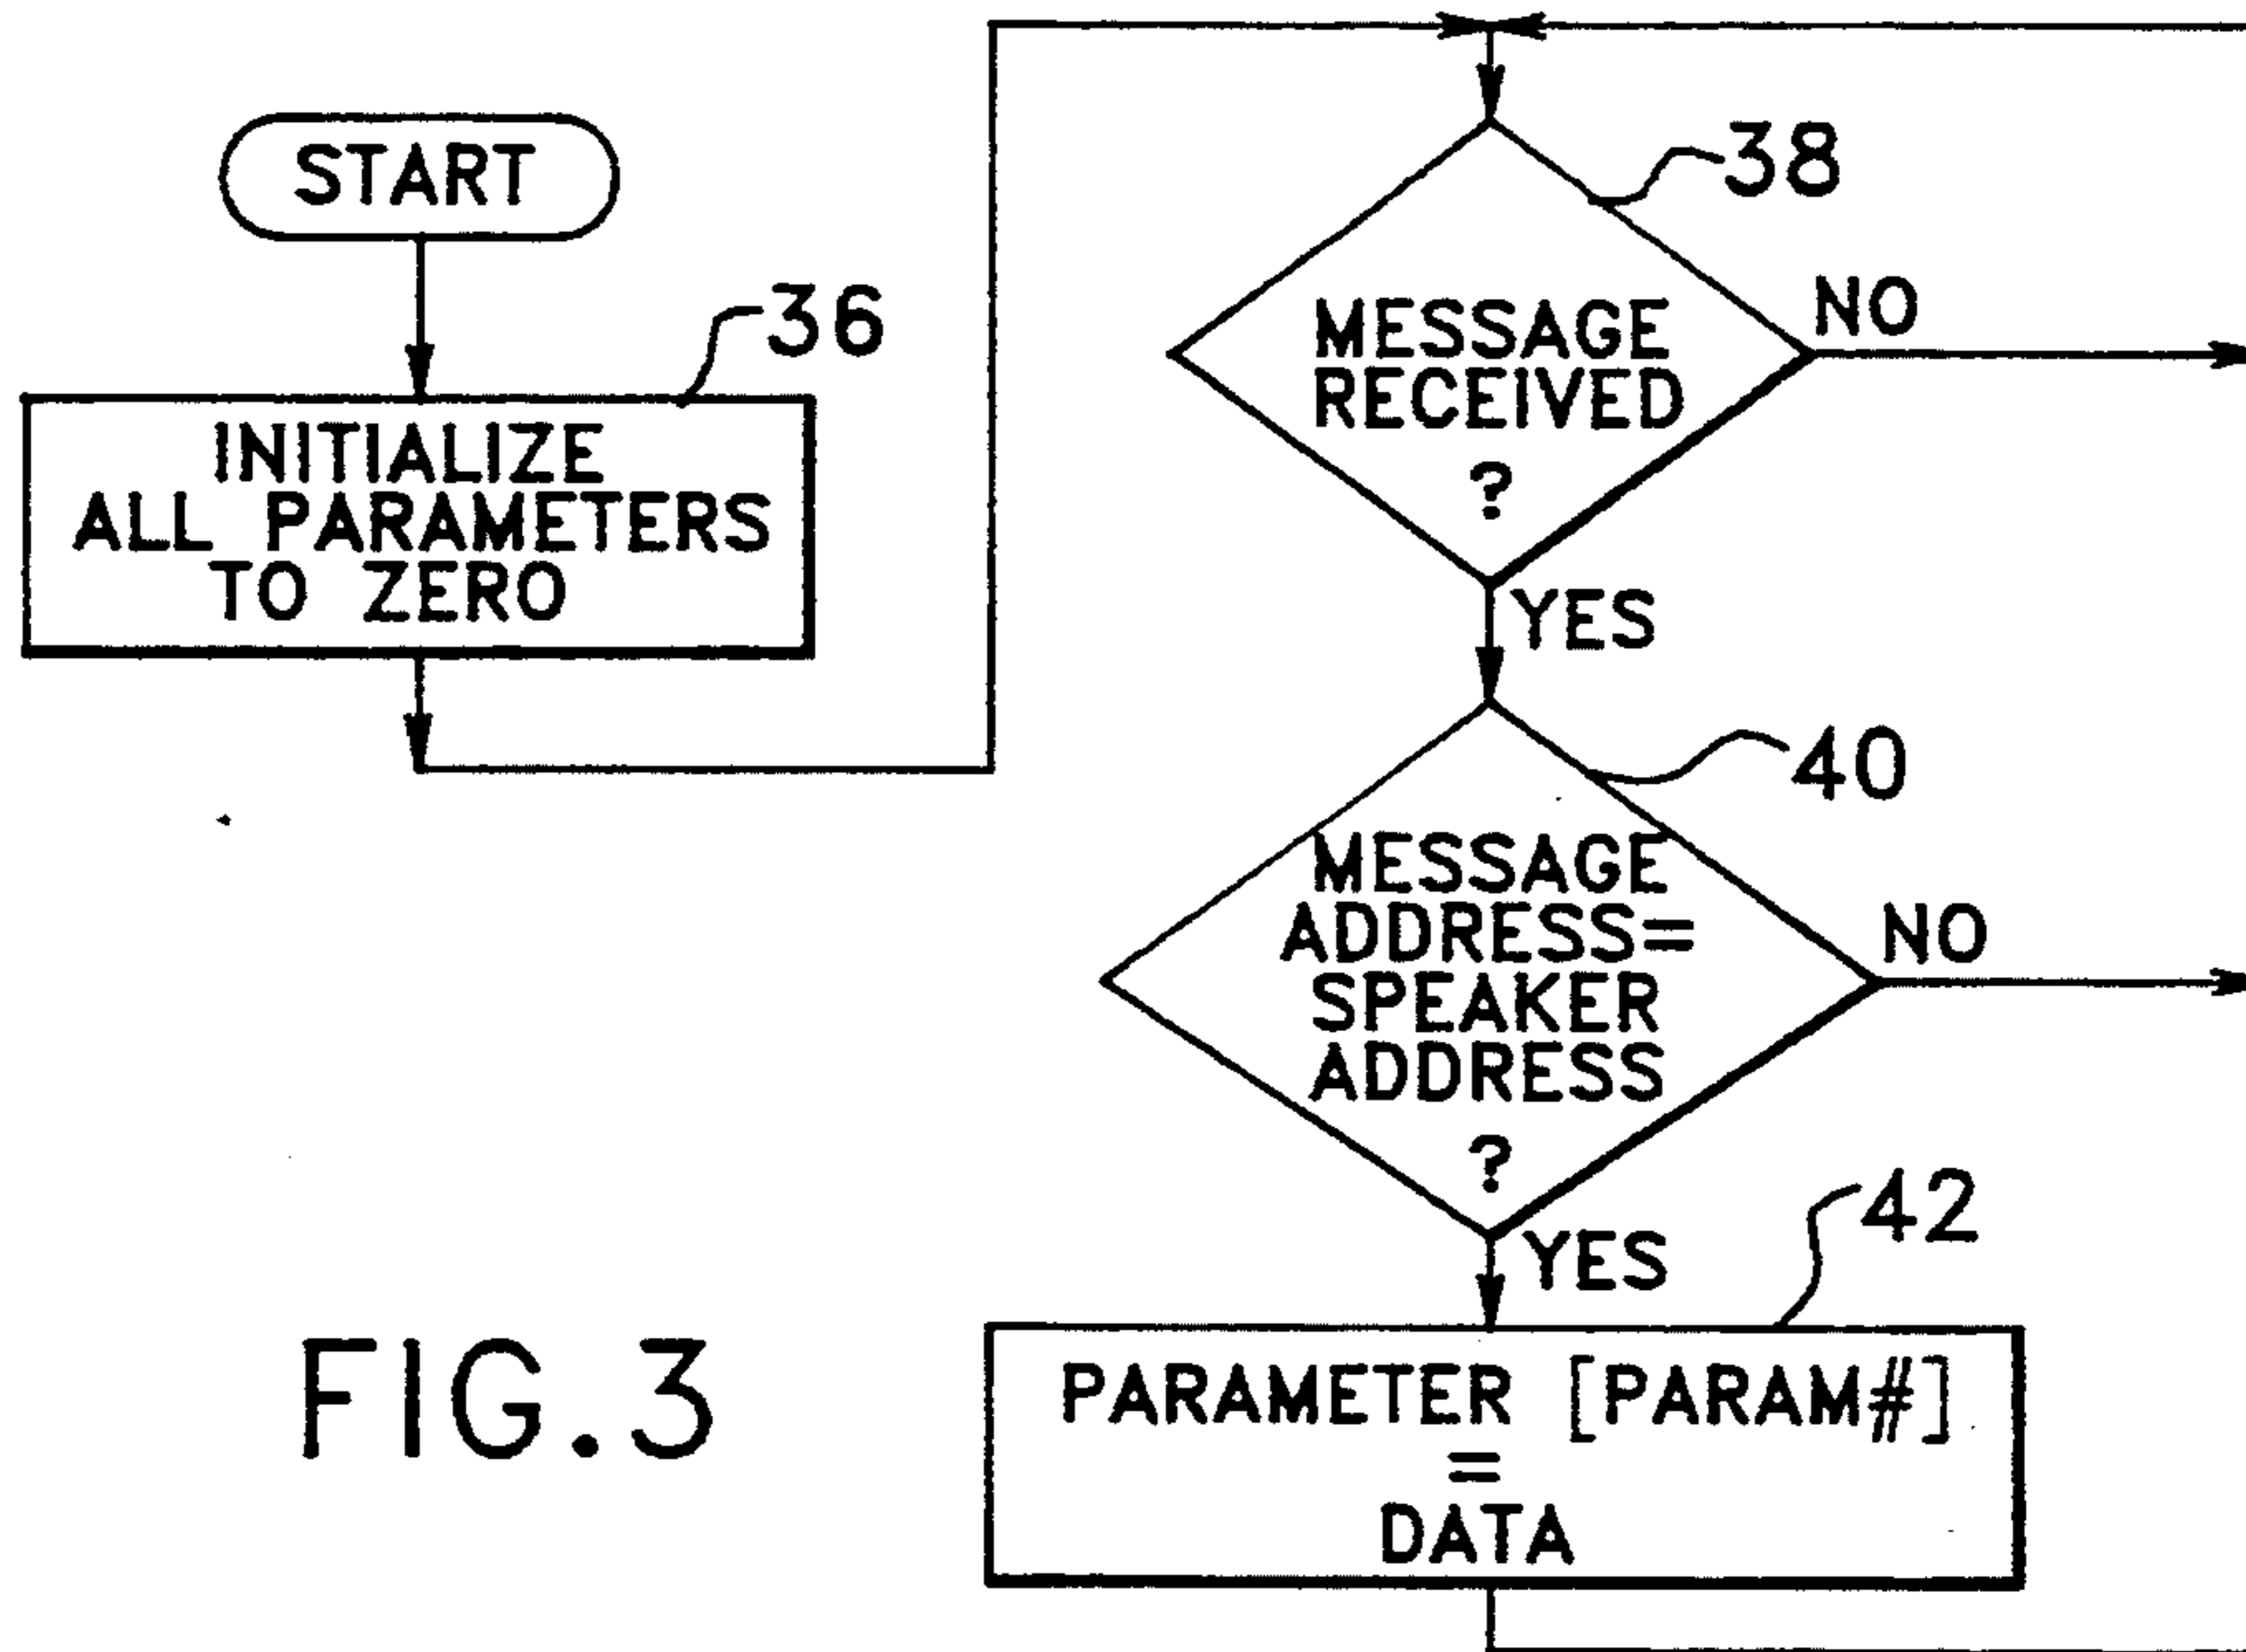 START
36
INITIALIZE
ALL PARAMETERS
TO ZERO
38
MESSAGE
RECEIVED
?
NO
YES
40
MESSAGE
ADDRESS=
SPEAKER
ADDRESS
?
NO
YES
42
PARAMETER [PARAM#]
=
DATA
FIG.3